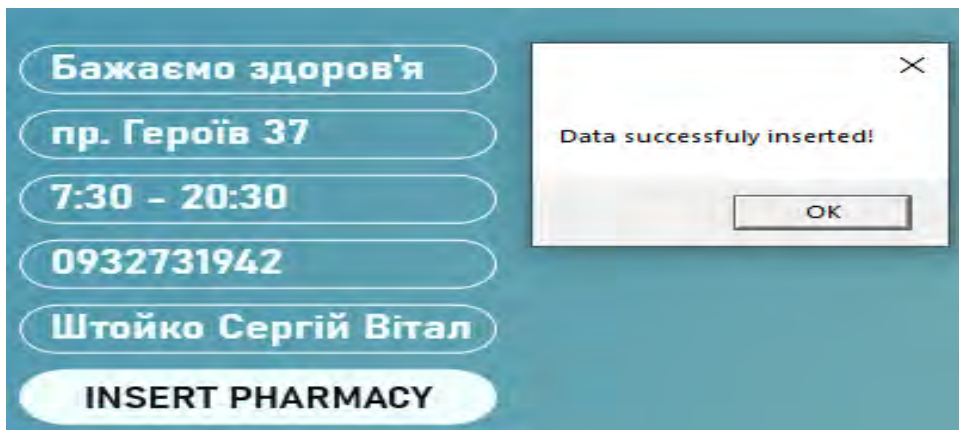 Бажаємо здоров'я
пр. Героїв 37
7:30 - 20:30
0932731942
Штойко Сергій Вітал
INSERT PHARMACY
Data successfuly inserted!
OK